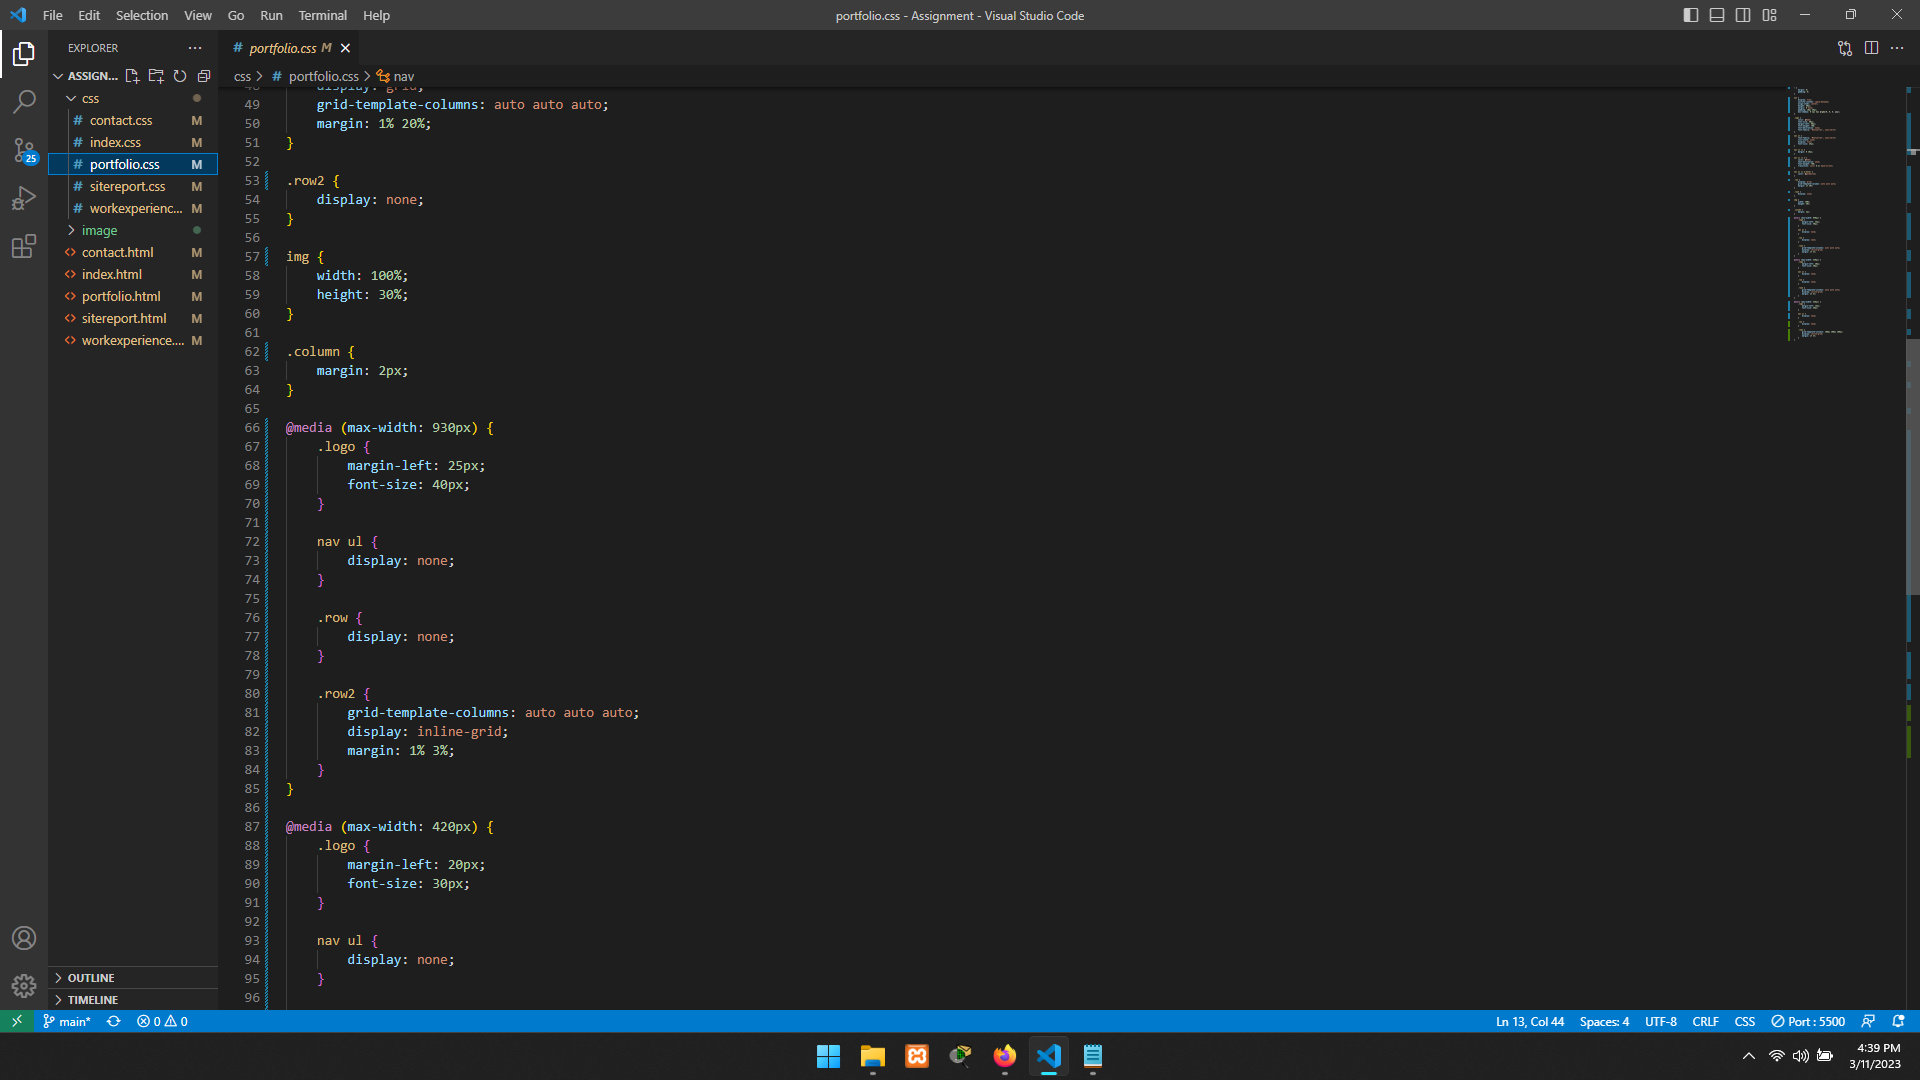 File Edit Selection View Go Run Terminal Help
portfolio.css - Assignment - Visual Studio Code
EXPLORER
ASSIGN...
css
# contact.css M
# index.css M
# portfolio.css M
# sitereport.css M
# workexperienc... M
image
<> contact.html M
<> index.html M
<> portfolio.html M
<> sitereport.html M
<> workexperience.... M
25
OUTLINE
TIMELINE
# portfolio.css M
css > # portfolio.css > nav
48 display: grid;
49 grid-template-columns: auto auto auto;
50 margin: 1% 20%;
51 }
52
53 .row2 {
54 display: none;
55 }
56
57 img {
58 width: 100%;
59 height: 30%;
60 }
61
62 .column {
63 margin: 2px;
64 }
65
66 @media (max-width: 930px) {
67 .logo {
68 margin-left: 25px;
69 font-size: 40px;
70 }
71
72 nav ul {
73 display: none;
74 }
75
76 .row {
77 display: none;
78 }
79
80 .row2 {
81 grid-template-columns: auto auto auto;
82 display: inline-grid;
83 margin: 1% 3%;
84 }
85 }
86
87 @media (max-width: 420px) {
88 .logo {
89 margin-left: 20px;
90 font-size: 30px;
91 }
92
93 nav ul {
94 display: none;
95 }
96
main* 0 0
Ln 13, Col 44 Spaces: 4 UTF-8 CRLF CSS Port : 5500
4:39 PM
3/11/2023